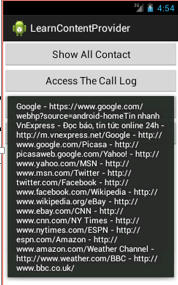 4:54
LearnContentProvider
Show All Contact
Access The Call Log
Google - https://www.google.com/
webhp?source=android-homeTin nhanh
VnExpress - Đọc báo, tin tức online 24h -
http://m.vnexpress.net/Google - http://
www.google.com/Picasa - http://
picasaweb.google.com/Yahoo! - http://
www.yahoo.com/MSN - http://
www.msn.com/Twitter - http://
twitter.com/Facebook - http://
www.facebook.com/Wikipedia - http://
www.wikipedia.org/eBay - http://
www.ebay.com/CNN - http://
www.cnn.com/NY Times - http://
www.nytimes.com/ESPN - http://
espn.com/Amazon - http://
www.amazon.com/Weather Channel -
http://www.weather.com/BBC - http://
www.bbc.co.uk/